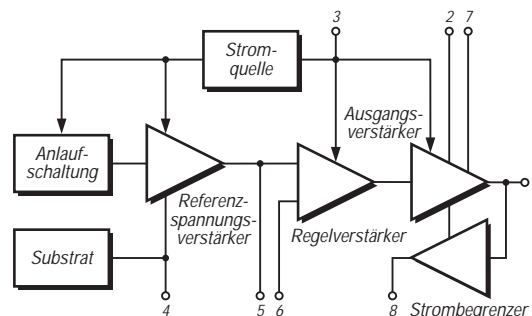 3
2 7
Strom-
quelle
Ausgangs-
verstärker
Anlauf-
schaltung
Referenz-
spannungs-
verstärker
Regelverstärker
Substrat
4
5
6
8
Strombegrenzer